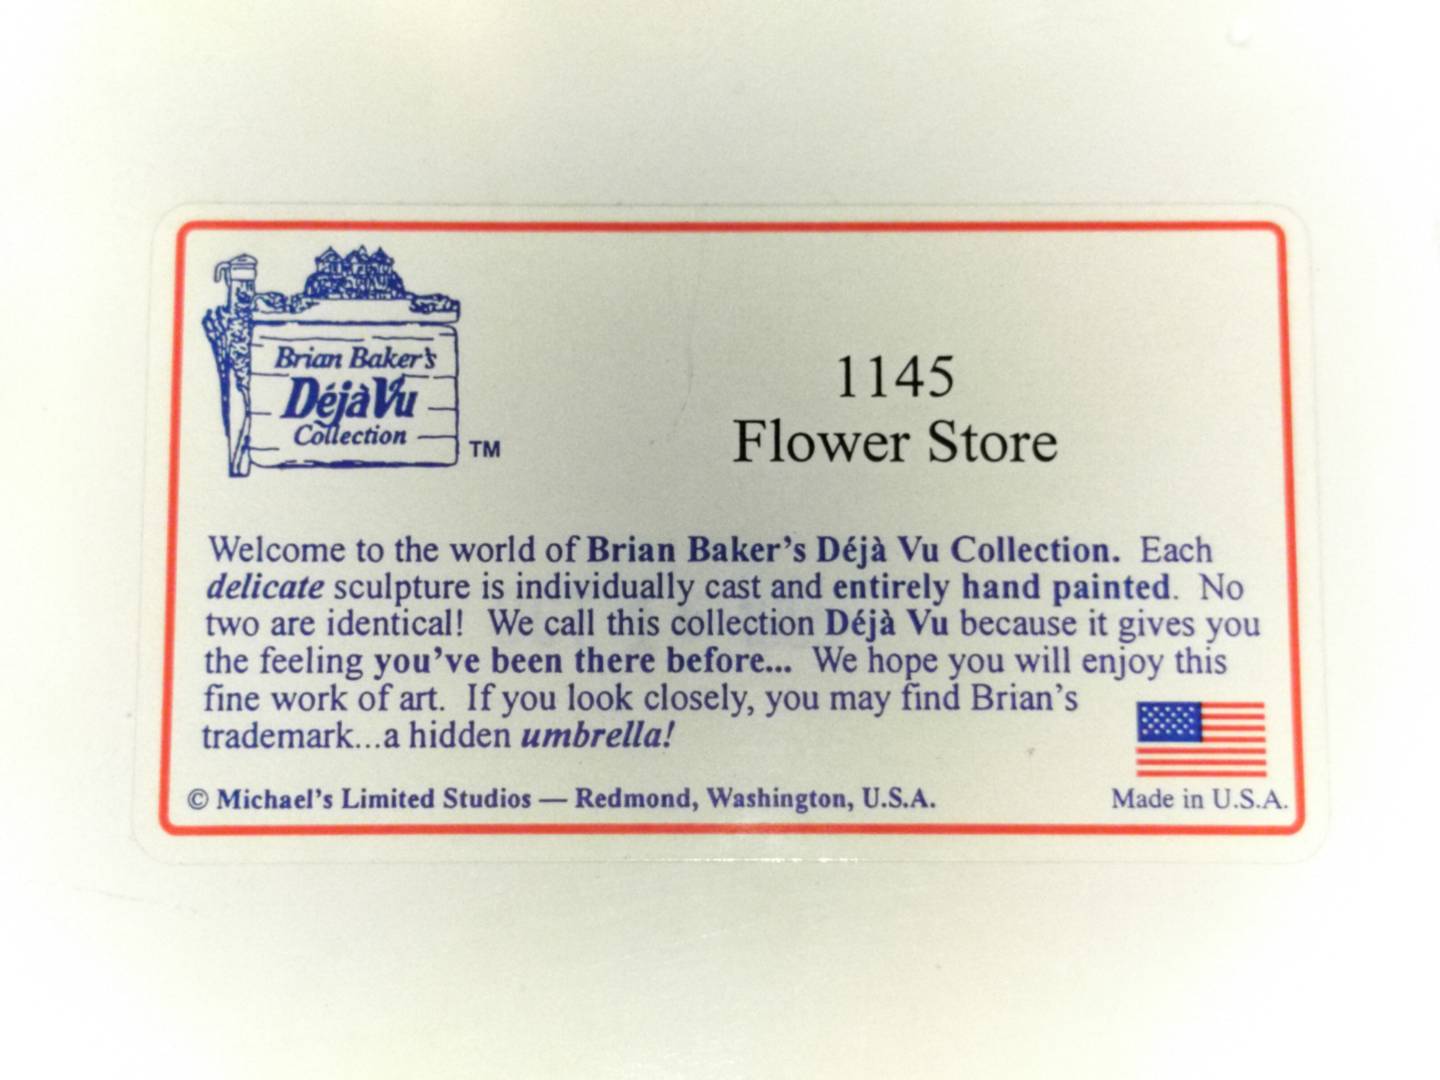 Brian Baker's
Déjà Vu
Collection
TM
1145
Flower Store
Welcome to the world of Brian Baker's Déjà Vu Collection. Each
delicate sculpture is individually cast and entirely hand painted. No
two are identical! We call this collection Déjà Vu because it gives you
the feeling you've been there before... We hope you will enjoy this
fine work of art. If you look closely, you may find Brian's
trademark...a hidden umbrella!
© Michael's Limited Studios — Redmond, Washington, U.S.A.
Made in U.S.A.